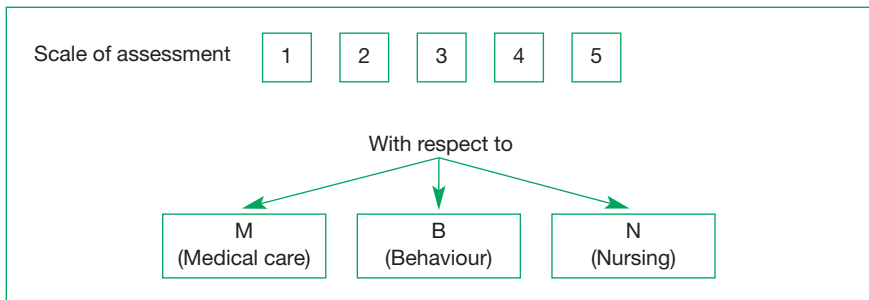 Scale of assessment 1 2 3 4 5
With respect to
M B N
(Medical care) (Behaviour) (Nursing)